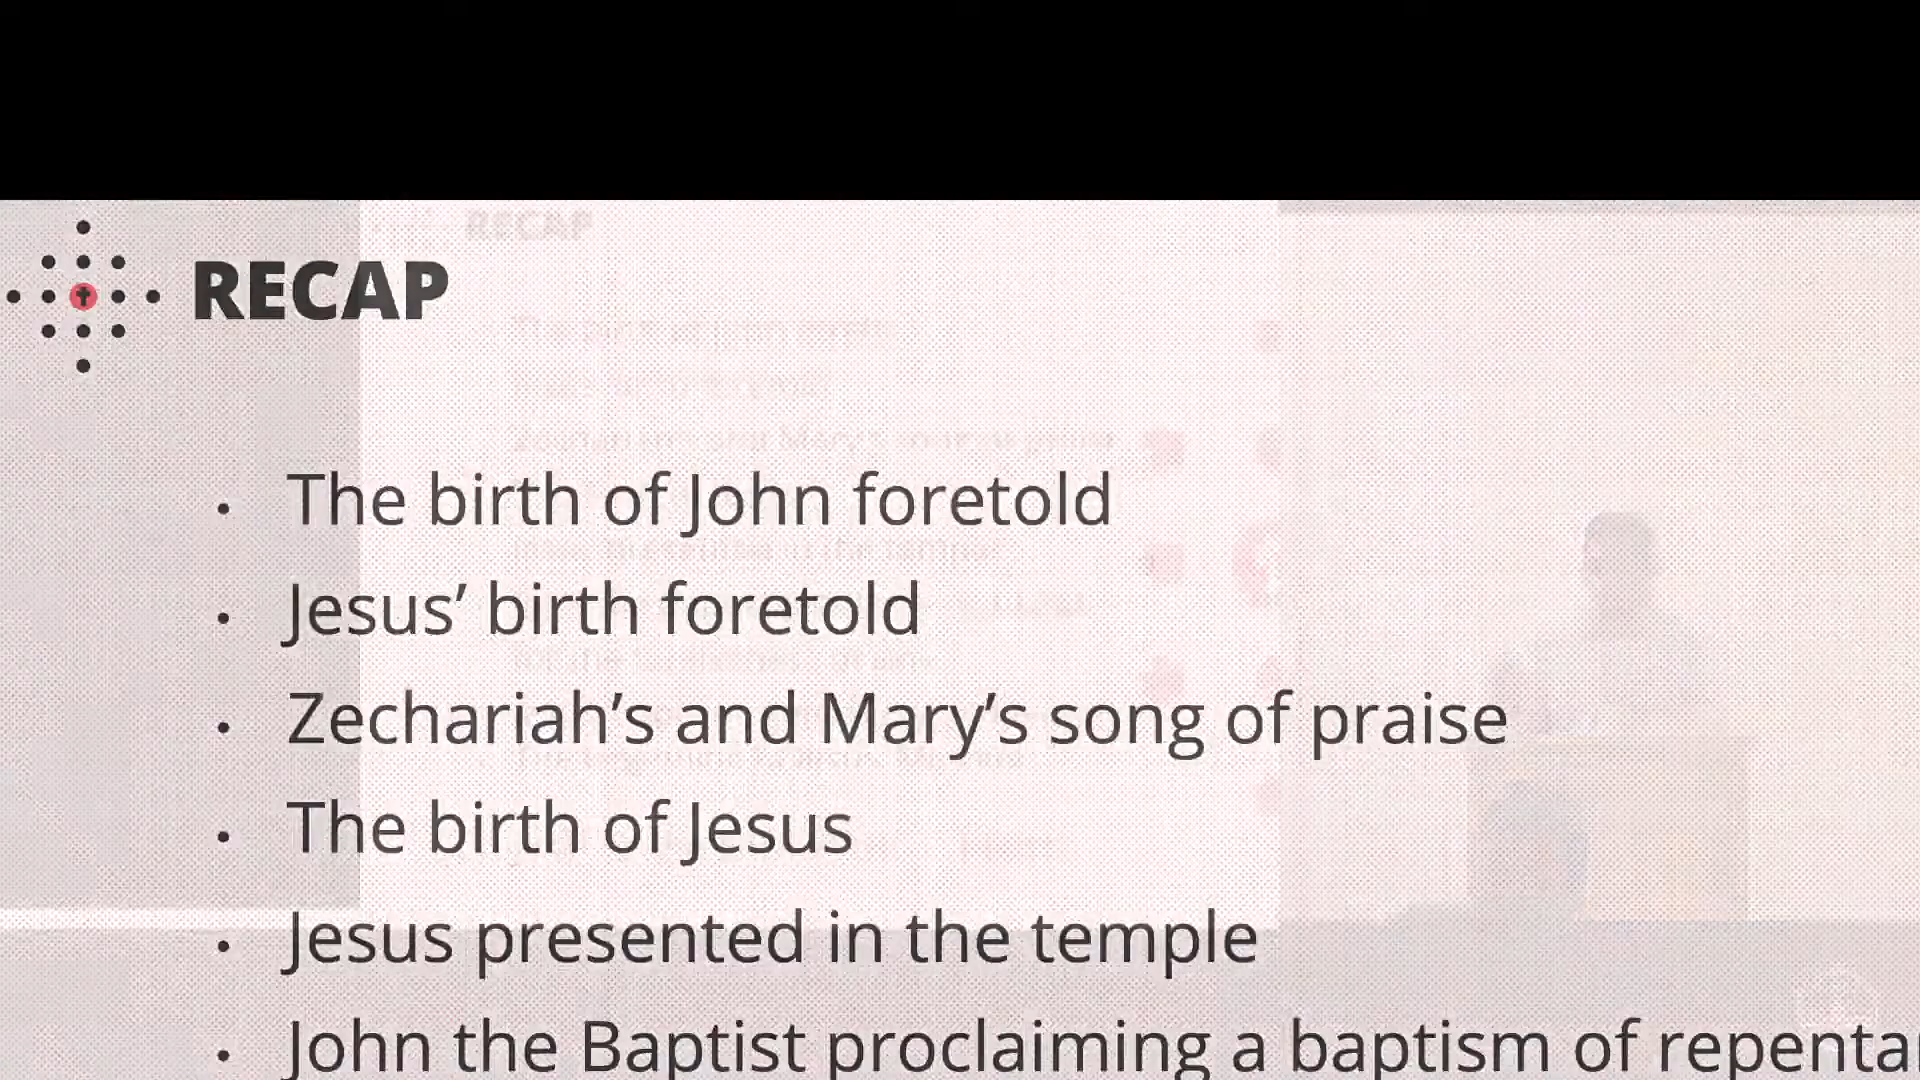 RECAP
• The birth of John foretold
• Jesus’ birth foretold
• Zechariah’s and Mary’s song of praise
• The birth of Jesus
• Jesus presented in the temple
• John the Baptist proclaiming a baptism of